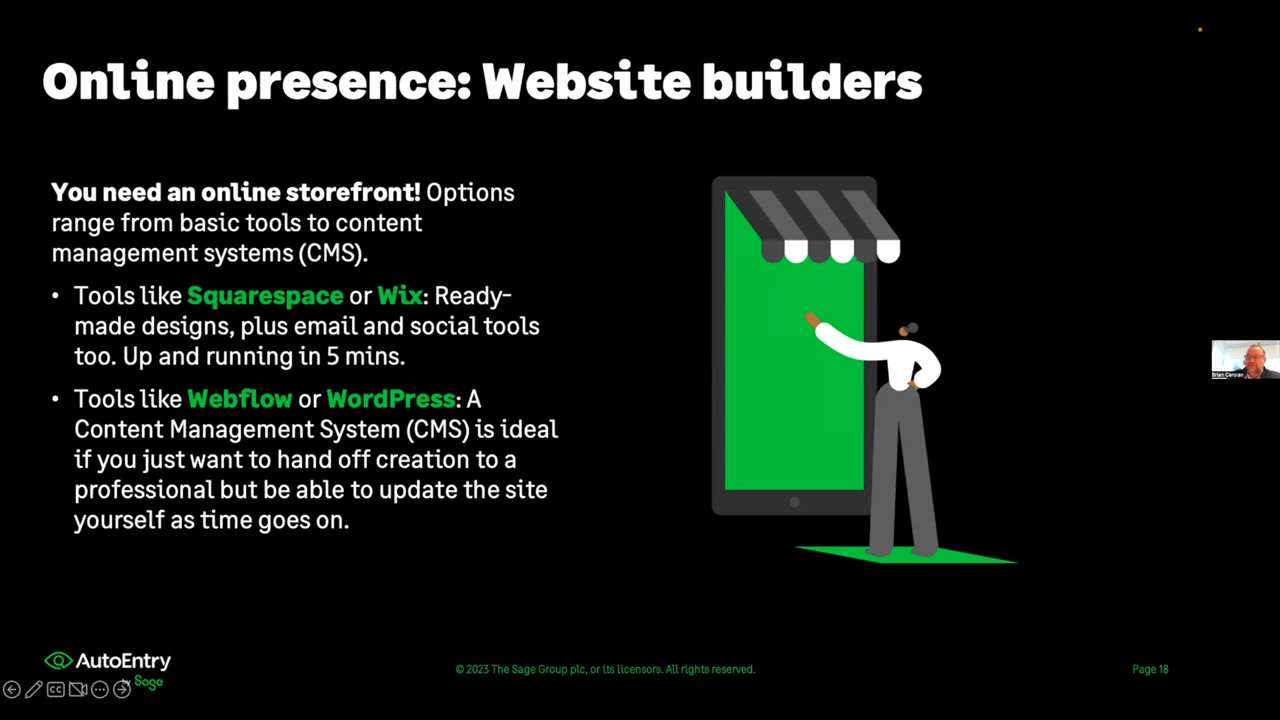 Online presence: Website builders
You need an online storefront! Options
range from basic tools to content
management systems (CMS).
• Tools like Squarespace or Wix: Ready-
made designs, plus email and social tools
too. Up and running in 5 mins.
• Tools like Webflow or WordPress: A
Content Management System (CMS) is ideal
if you just want to hand off creation to a
professional but be able to update the site
yourself as time goes on.
Brian Carolan
AutoEntry
by Sage
CC
© 2023 The Sage Group plc, or its licensors. All rights reserved.
Page 18